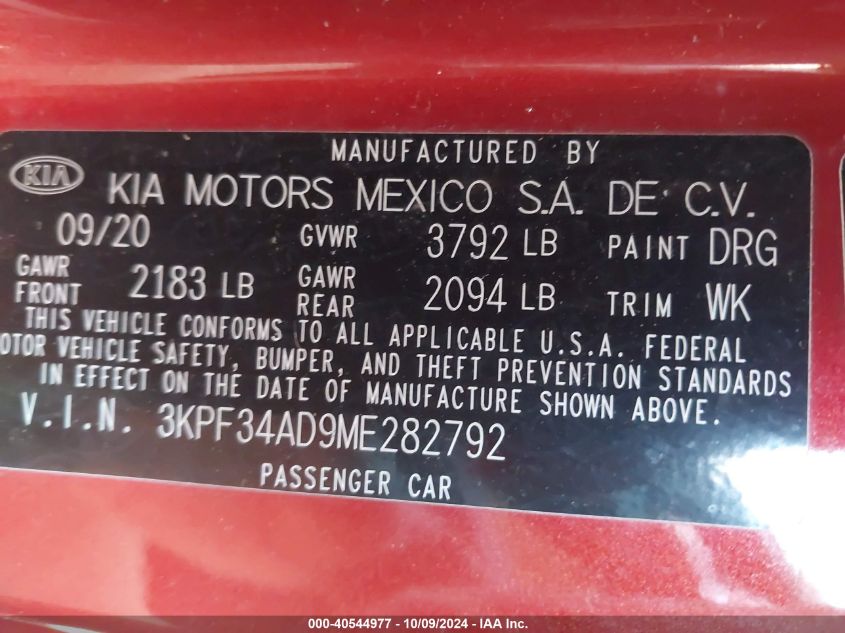 MANUFACTURED BY
KIA KIA MOTORS MEXICO S.A. DE C.V.
09/20 GVWR 3792 LB PAINT DRG
GAWR FRONT 2183 LB GAWR REAR 2094 LB TRIM WK
THIS VEHICLE CONFORMS TO ALL APPLICABLE U.S.A. FEDERAL
OTOR VEHICLE SAFETY, BUMPER, AND THEFT PREVENTION STANDARDS
IN EFFECT ON THE DATE OF MANUFACTURE SHOWN ABOVE.
V.I.N. 3KPF34AD9ME282792
PASSENGER CAR
000-40544977 - 10/09/2024 - IAA Inc.